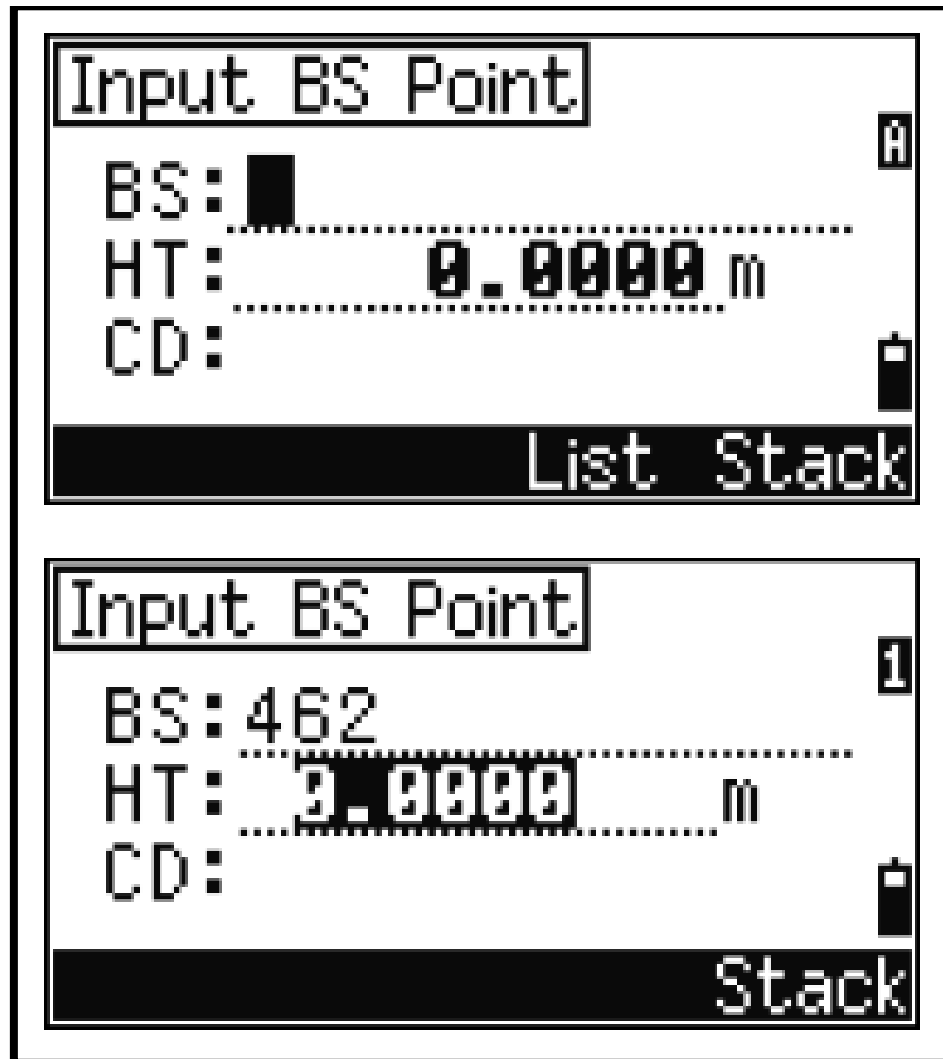 Input BS Point
A
BS:
HT: 0.0000 m
CD:
List Stack
Input BS Point
1
BS:462
HT: 0.0000 m
CD:
Stack